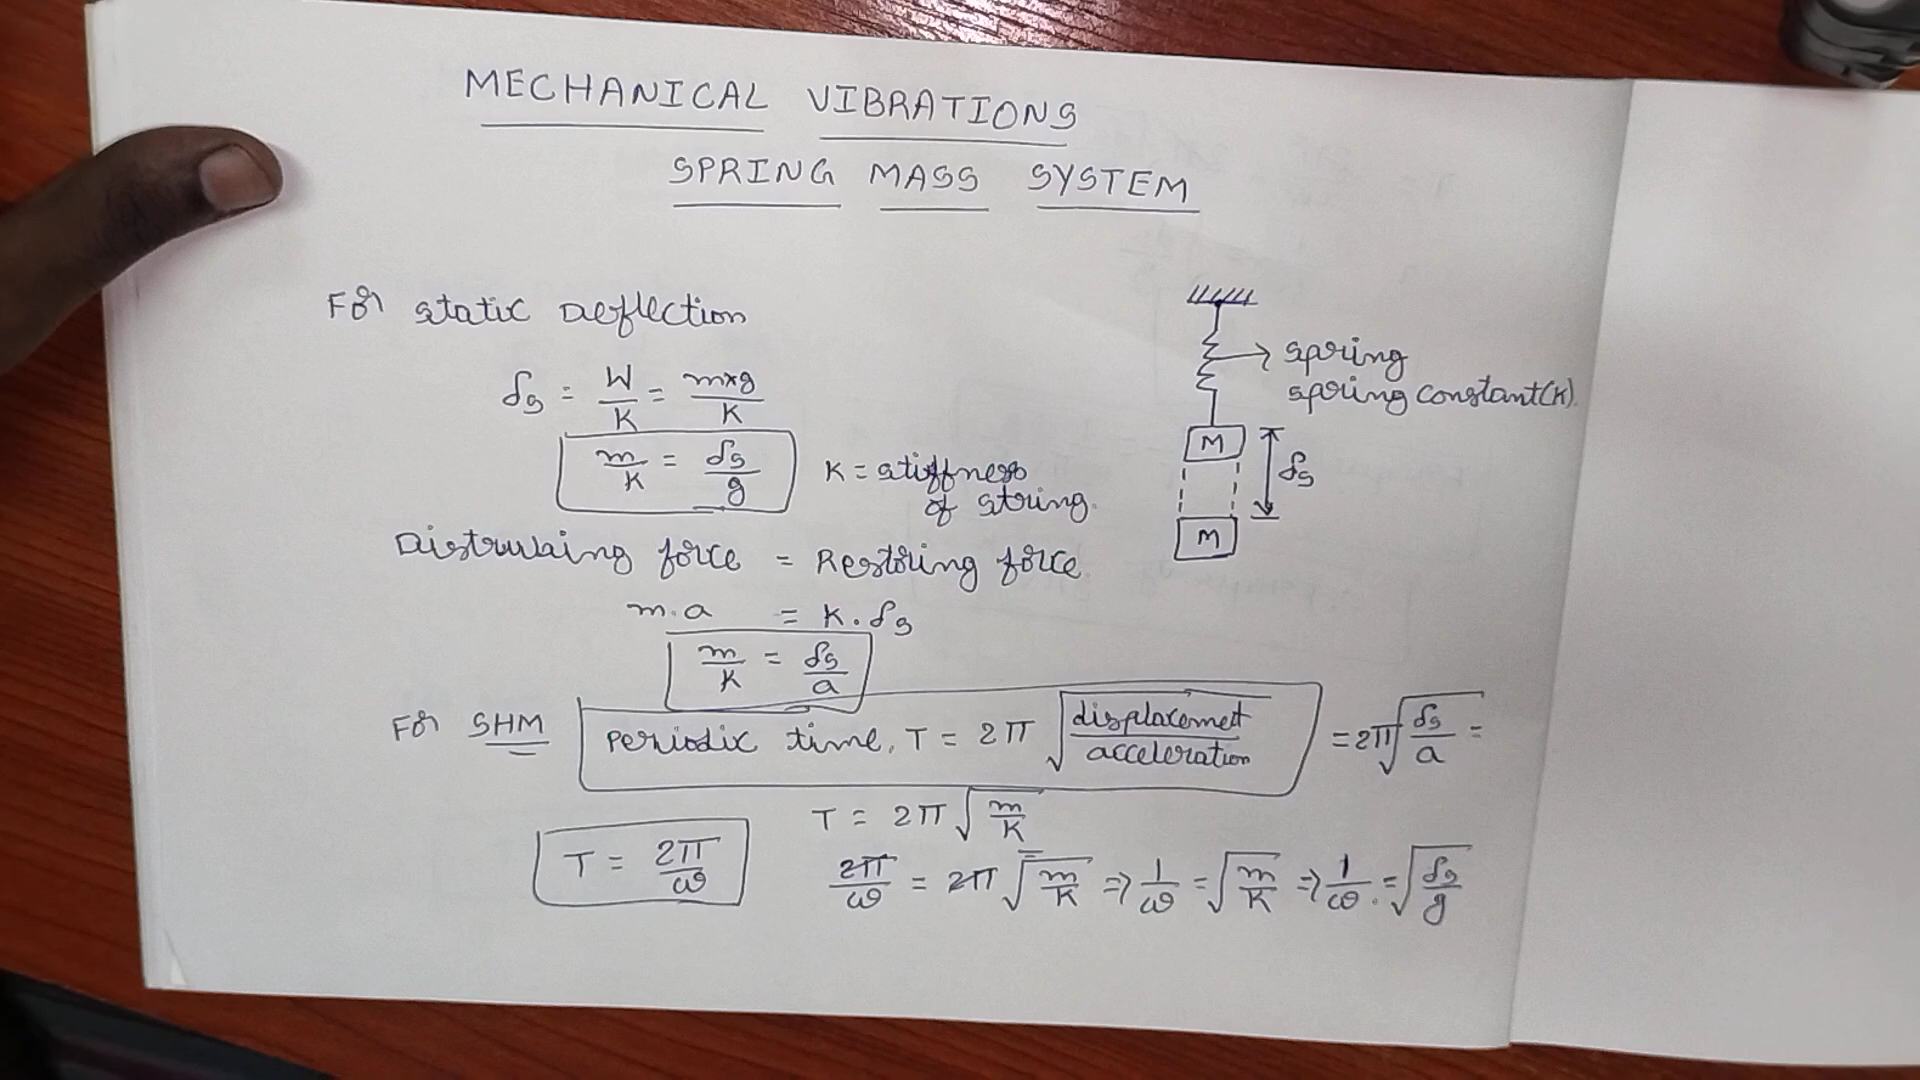 MECHANICAL VIBRATIONS
SPRING MASS SYSTEM
For static Deflection
δs = W/K = m×g/K
m/K = δs/g
K = stiffness
of string.
spring
spring constant(K).
M
δs
M
Distrubing force = Restoring force.
m.a = K.δs
m/K = δs/a
For SHM Periodic time, T = 2π √(displacement/acceleration) = 2π√(δs/a) =
T = 2π √(m/K)
T = 2π/ω
2π/ω = 2π √(m/K) ⇒ 1/ω = √(m/K) ⇒ 1/ω. = √(δs/g)